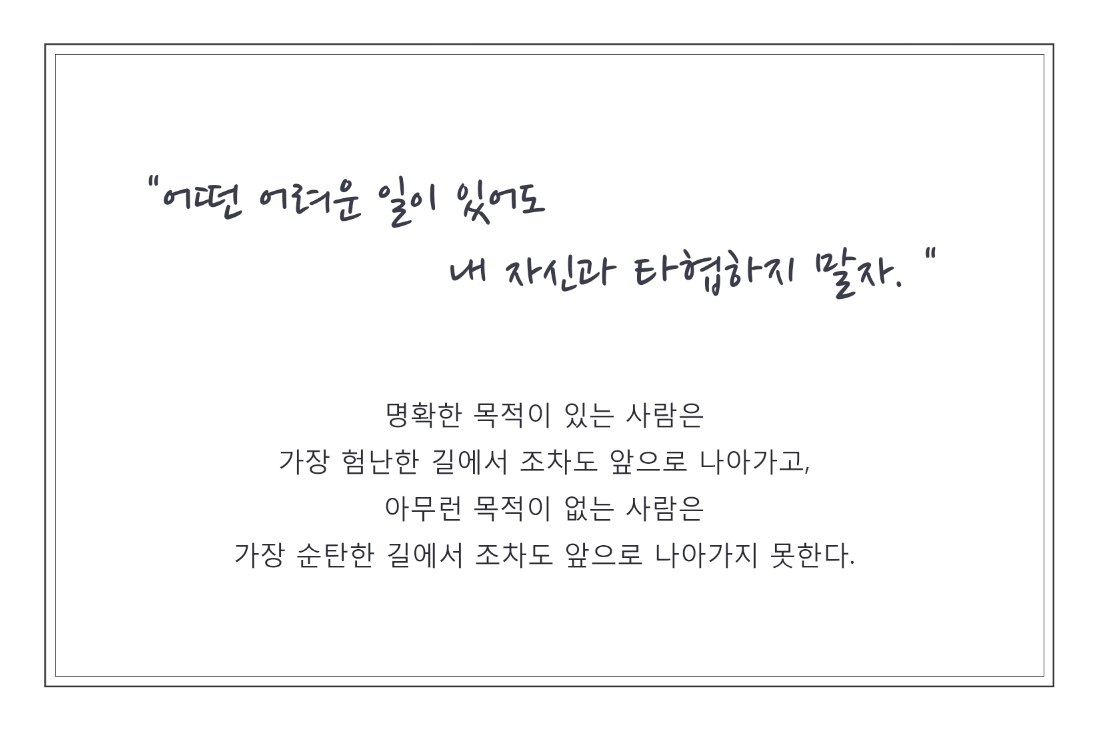 "어떤 어려운 일이 있어도
내 자신과 타협하지 말자. "
명확한 목적이 있는 사람은
가장 험난한 길에서 조차도 앞으로 나아가고,
아무런 목적이 없는 사람은
가장 순탄한 길에서 조차도 앞으로 나아가지 못한다.